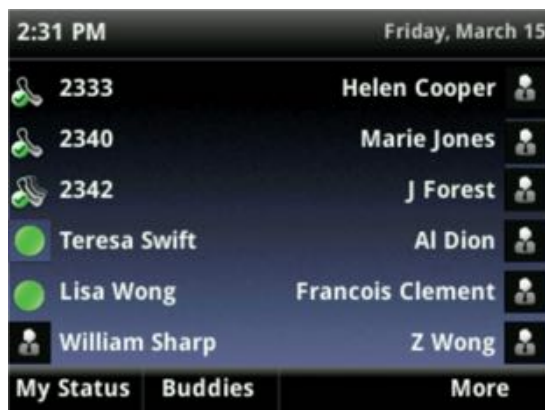 2:31 PM Friday, March 15
2333 Helen Cooper
2340 Marie Jones
2342 J Forest
Teresa Swift Al Dion
Lisa Wong Francois Clement
William Sharp Z Wong
My Status Buddies More